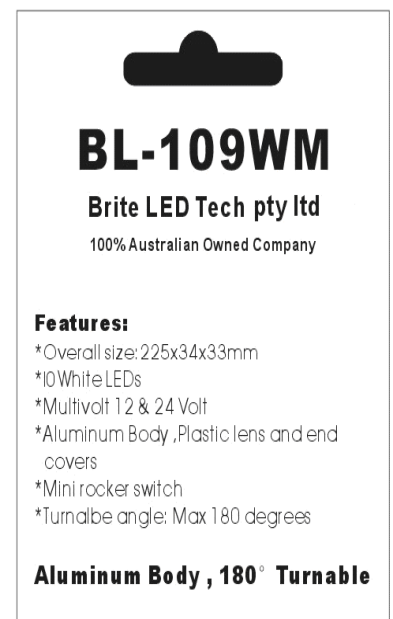 BL-109WM
Brite LED Tech pty ltd
100% Australian Owned Company
Features:
*Overall size: 225x34x33mm
*10 White LEDs
*Multivolt 12 & 24 Volt
*Aluminum Body ,Plastic lens and end
covers
*Mini rocker switch
*Turnalbe angle: Max 180 degrees
Aluminum Body , 180° Turnable